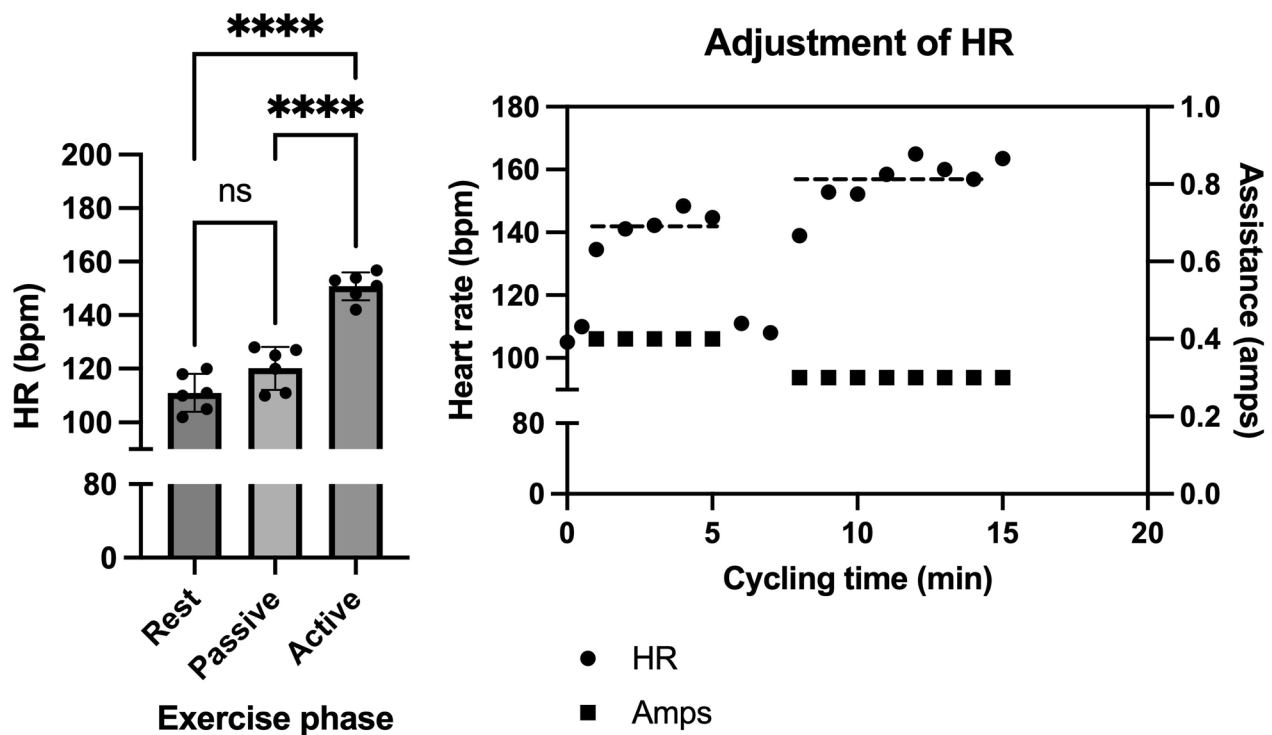 ****
****
ns
HR (bpm)
200
180
160
140
120
100
80
0
Rest
Passive
Active
Exercise phase
Adjustment of HR
Heart rate (bpm)
180
160
140
120
100
80
0
1.0
0.8
0.6
0.4
0.2
0.0
Assistance (amps)
0 5 10 15 20
Cycling time (min)
HR
Amps